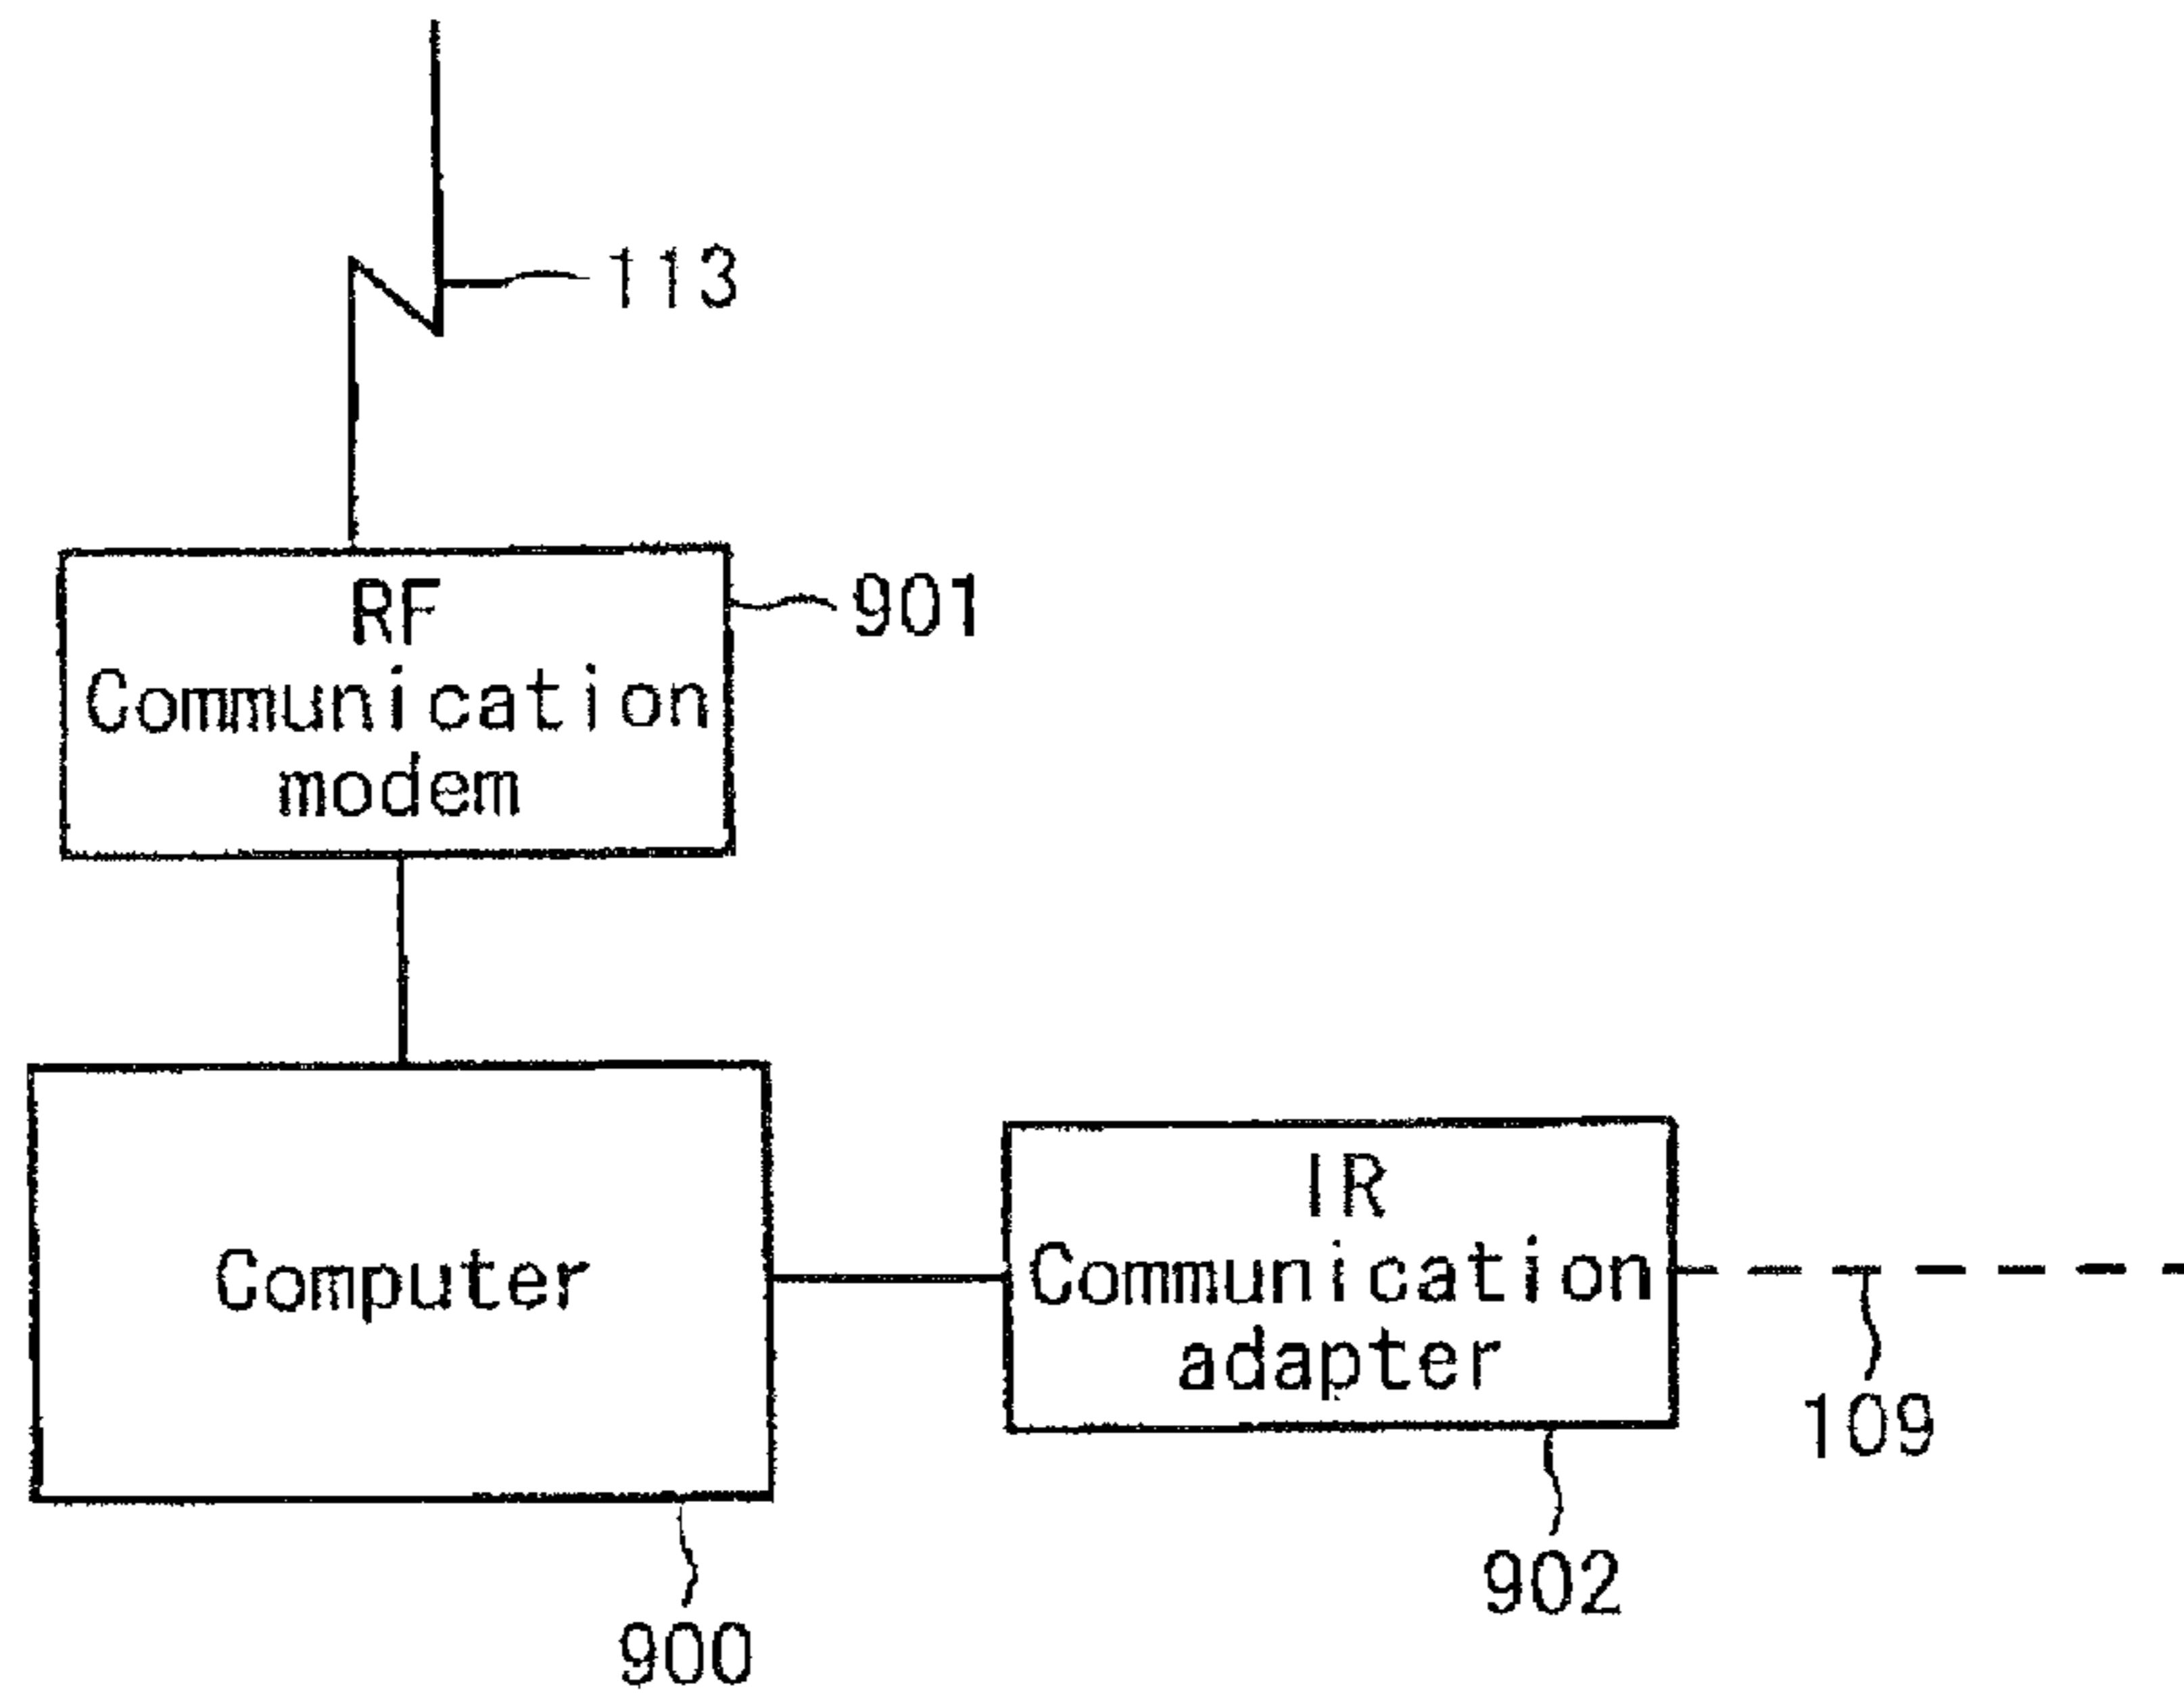 113
RF
Communication
modem
901
Computer
IR
Communication
adapter
109
902
900